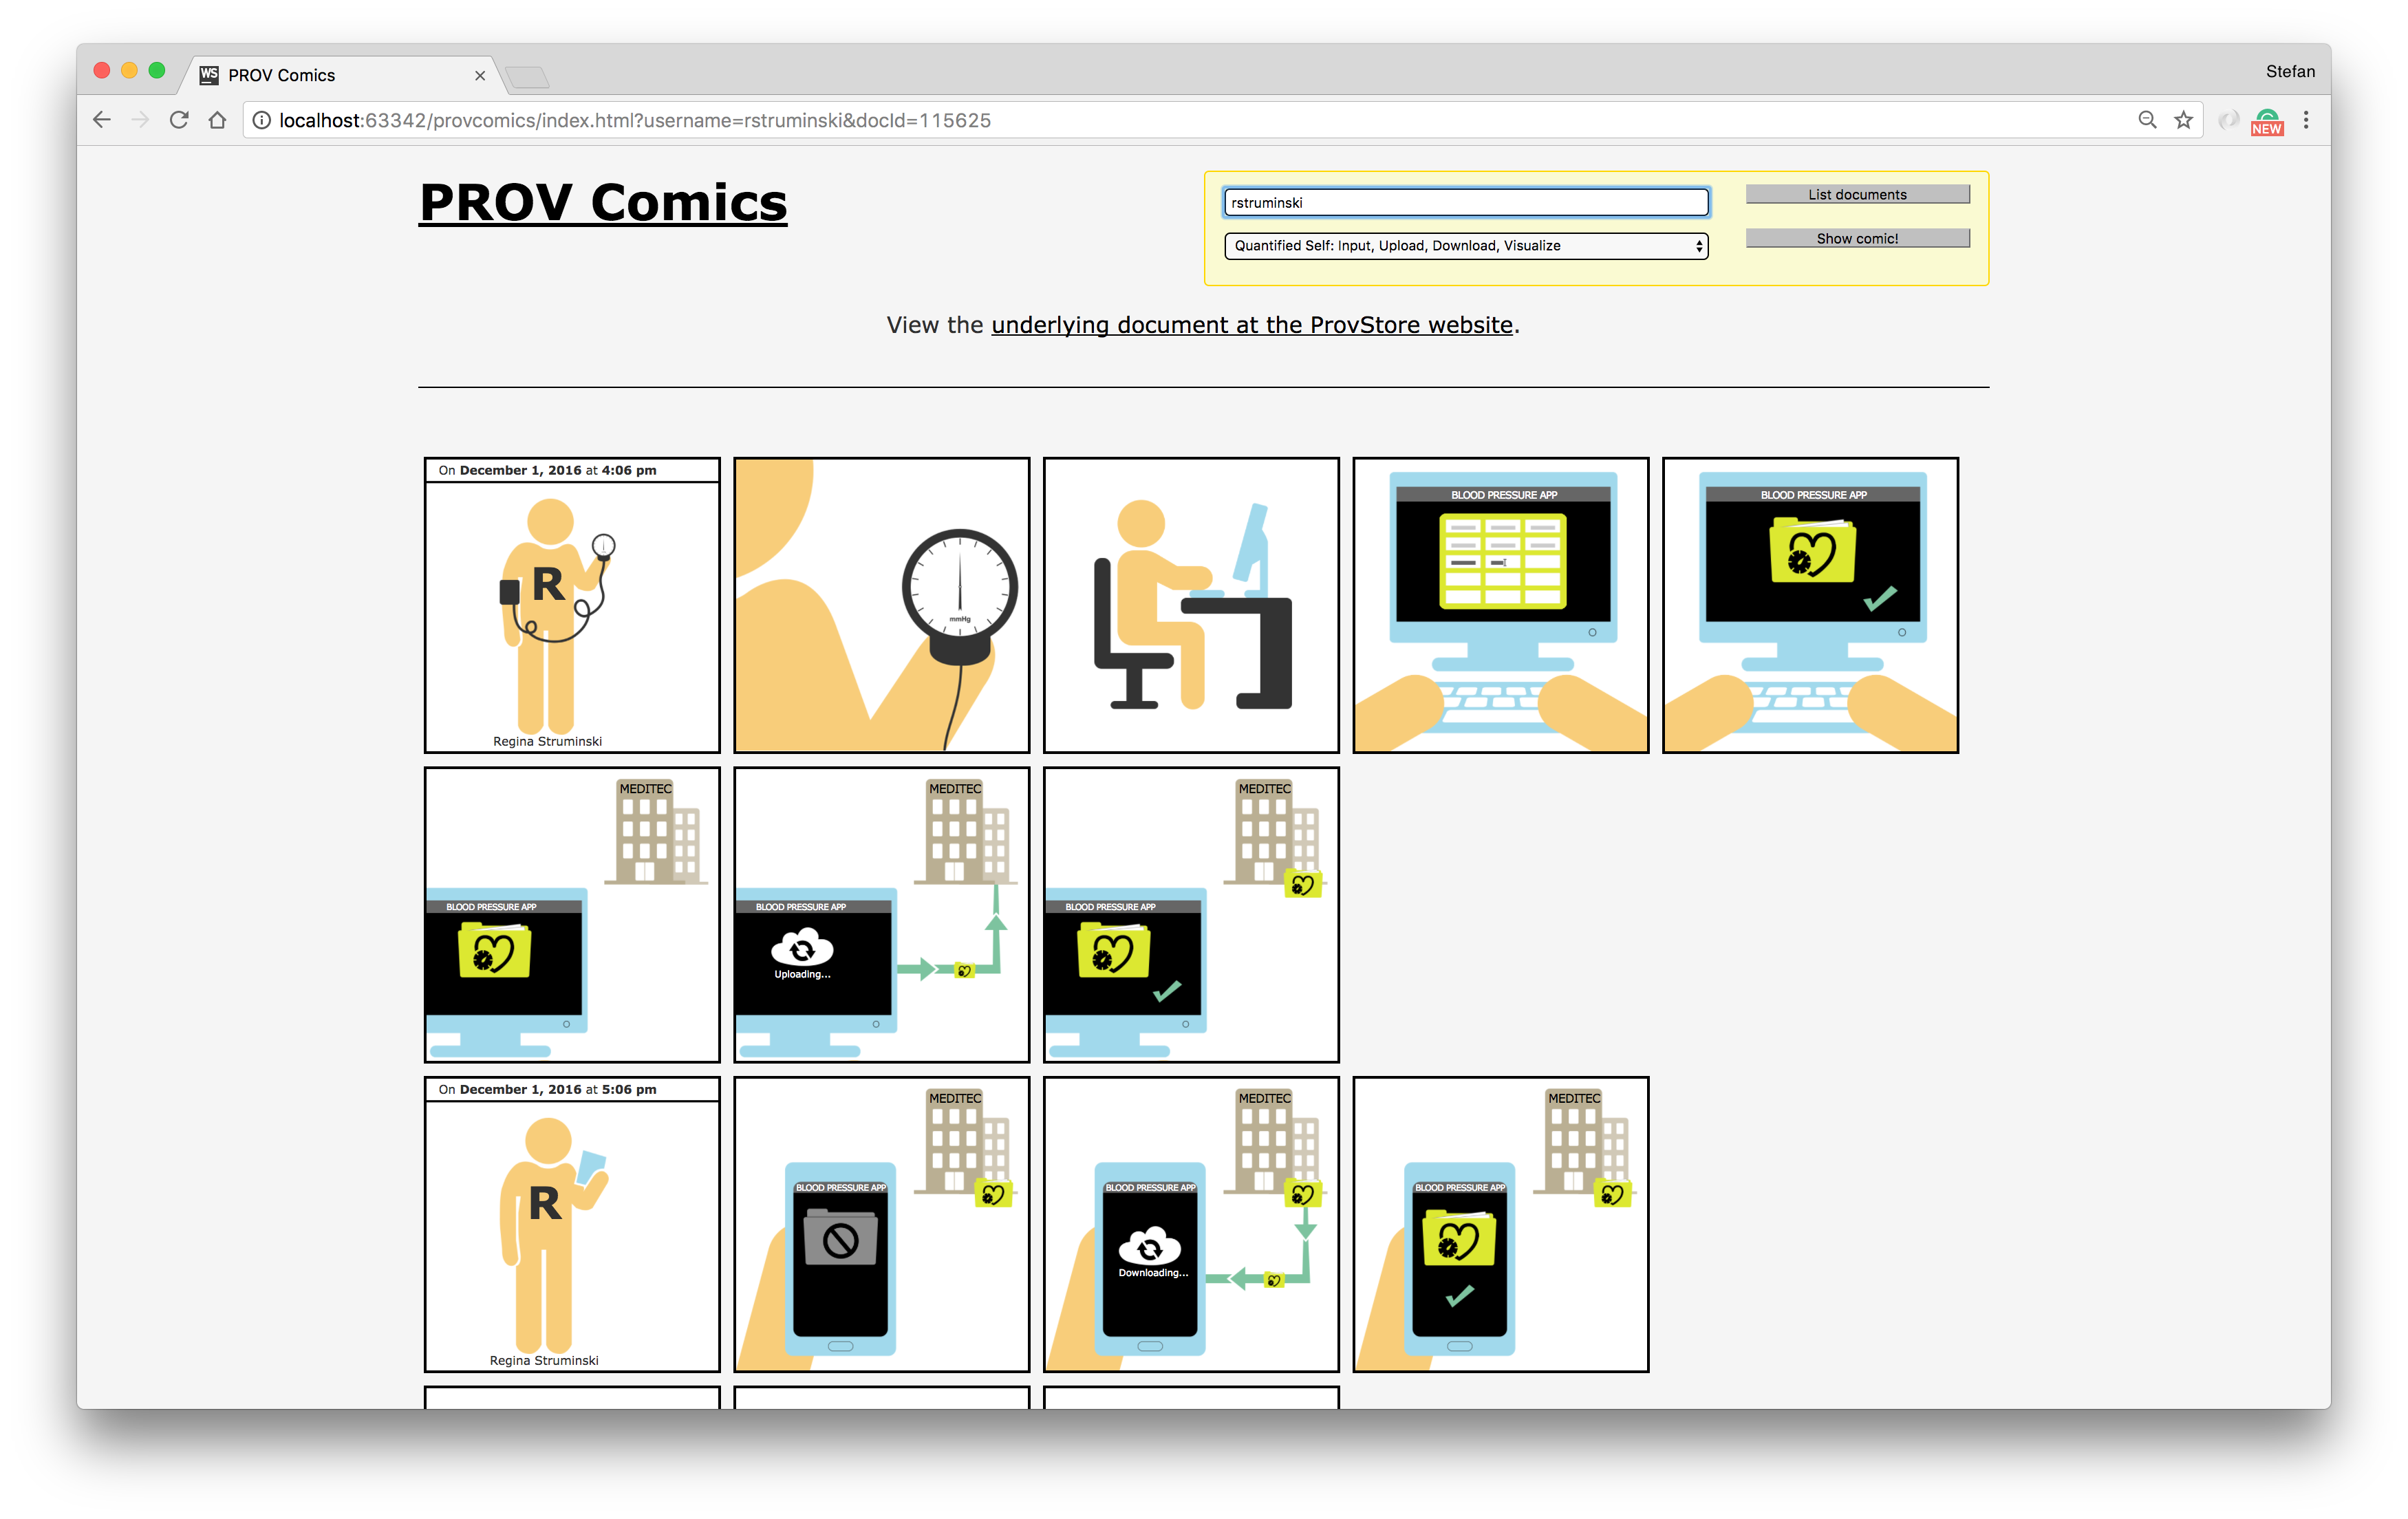 WS PROV Comics
Stefan
localhost:63342/provcomics/index.html?username=rstruminski&docId=115625
NEW
PROV Comics
rstruminski
List documents
Quantified Self: Input, Upload, Download, Visualize
Show comic!
View the underlying document at the ProvStore website.
On December 1, 2016 at 4:06 pm
R
Regina Struminski
mmHg
BLOOD PRESSURE APP
BLOOD PRESSURE APP
MEDITEC
BLOOD PRESSURE APP
MEDITEC
BLOOD PRESSURE APP
Uploading...
MEDITEC
BLOOD PRESSURE APP
On December 1, 2016 at 5:06 pm
R
Regina Struminski
MEDITEC
BLOOD PRESSURE APP
MEDITEC
BLOOD PRESSURE APP
Downloading...
MEDITEC
BLOOD PRESSURE APP